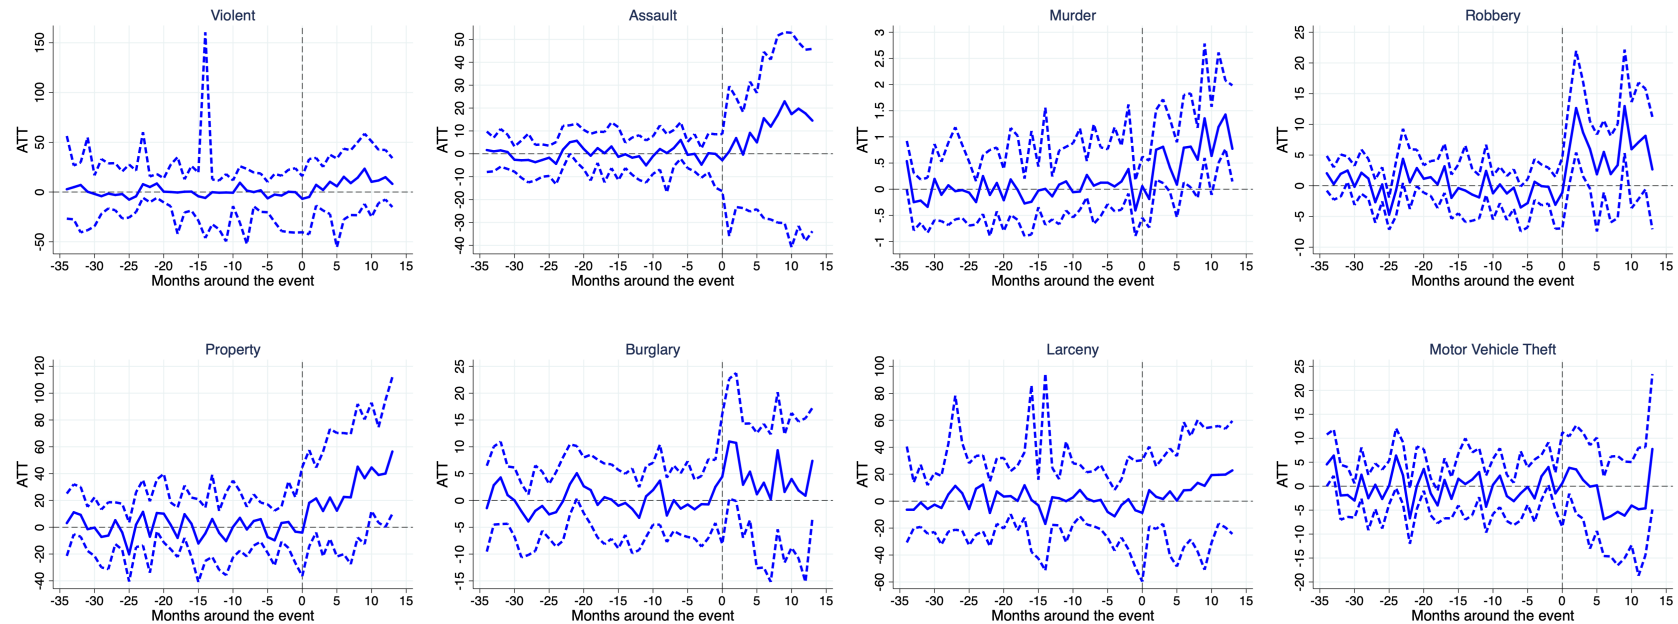 Violent
ATT
150
100
50
0
-50
-35 -30 -25 -20 -15 -10 -5 0 5 10 15
Months around the event
Assault
ATT
50
40
30
20
10
0
-10
-20
-30
-40
-35 -30 -25 -20 -15 -10 -5 0 5 10 15
Months around the event
Murder
ATT
3
2.5
2
1.5
1
.5
0
-.5
-1
-35 -30 -25 -20 -15 -10 -5 0 5 10 15
Months around the event
Robbery
ATT
25
20
15
10
5
0
-5
-10
-35 -30 -25 -20 -15 -10 -5 0 5 10 15
Months around the event
Property
ATT
120
100
80
60
40
20
0
-20
-40
-35 -30 -25 -20 -15 -10 -5 0 5 10 15
Months around the event
Burglary
ATT
25
20
15
10
5
0
-5
-10
-15
-35 -30 -25 -20 -15 -10 -5 0 5 10 15
Months around the event
Larceny
ATT
100
80
60
40
20
0
-20
-40
-60
-35 -30 -25 -20 -15 -10 -5 0 5 10 15
Months around the event
Motor Vehicle Theft
ATT
25
20
15
10
5
0
-5
-10
-15
-20
-35 -30 -25 -20 -15 -10 -5 0 5 10 15
Months around the event